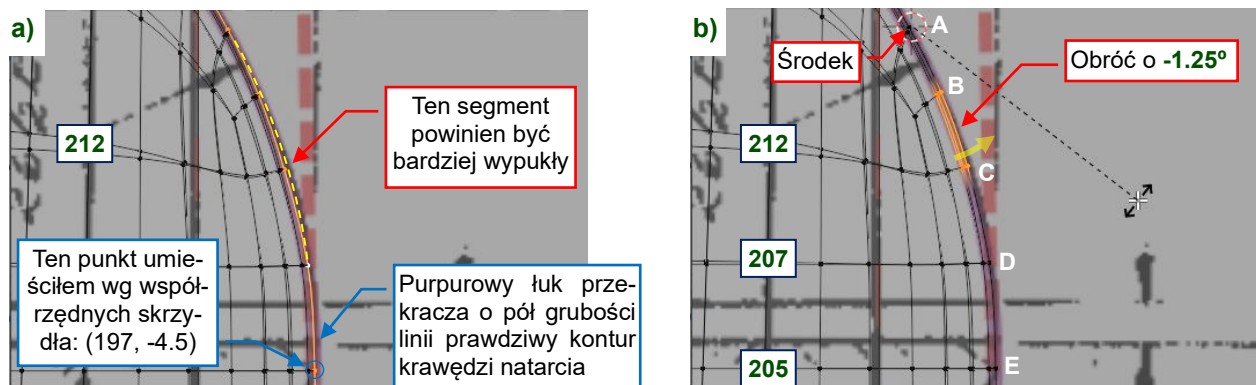 a)
Ten segment
powinien być
bardziej wypukły
212
Ten punkt umie-
ściłem wg współ-
rzędnych skrzy-
dła: (197, -4.5)
Purpurowy łuk prze-
kracza o pół grubości
linii prawdziwy kontur
krawędzi natarcia
b)
A
Środek
Obróć o -1.25º
B
212
C
207
D
205
E